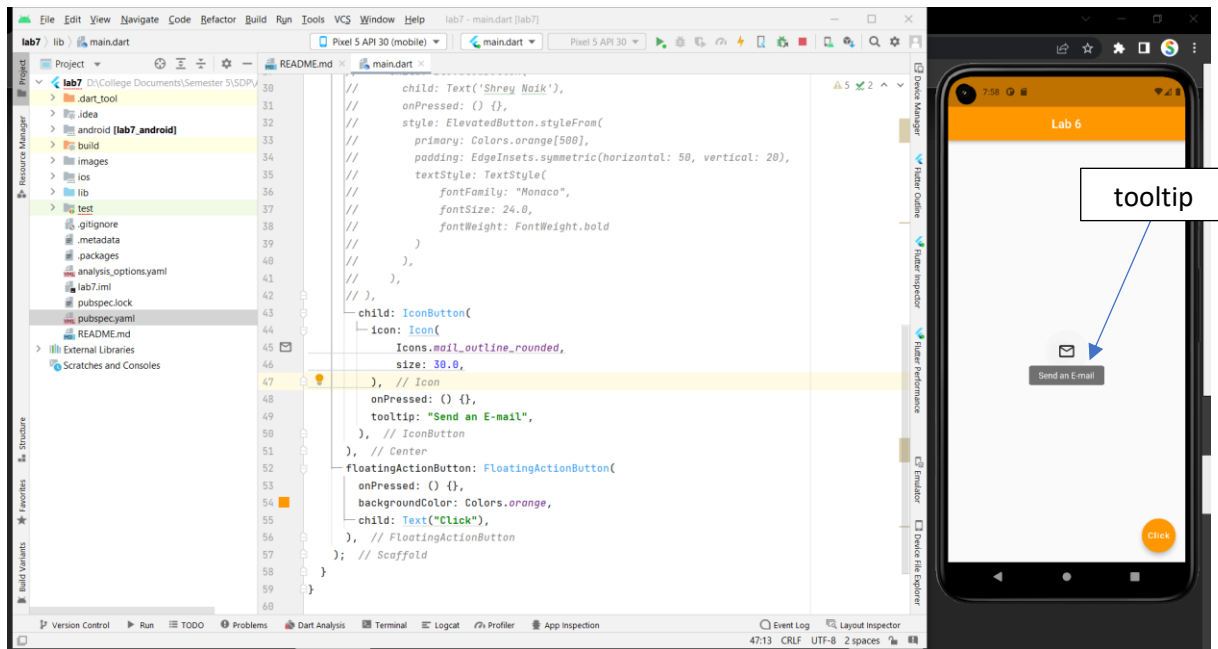 File Edit View Navigate Code Refactor Build Run Tools VCS Window Help lab7 - main.dart [lab7]
lab7 lib main.dart Pixel 5 API 30 (mobile) main.dart Pixel 5 API 30
Project README.md main.dart
lab7 D:\College Documents\Semester 5\SDP\
.dart_tool
.idea
android [lab7_android]
build
images
ios
lib
test
.gitignore
.metadata
.packages
analysis_options.yaml
lab7.iml
pubspec.lock
pubspec.yaml
README.md
External Libraries
Scratches and Consoles
Project
Resource Manager
Structure
Favorites
Build Variants
30 // child: Text('Shrey Naik'),
31 // onPressed: () {},
32 // style: ElevatedButton.styleFrom(
33 // primary: Colors.orange[500],
34 // padding: EdgeInsets.symmetric(horizontal: 50, vertical: 20),
35 // textStyle: TextStyle(
36 // fontFamily: "Monaco",
37 // fontSize: 24.0,
38 // fontWeight: FontWeight.bold
39 // )
40 // ),
41 // ),
42 // ),
43 child: IconButton(
44 icon: Icon(
45 Icons.mail_outline_rounded,
46 size: 30.0,
47 ), // Icon
48 onPressed: () {},
49 tooltip: "Send an E-mail",
50 ), // IconButton
51 ), // Center
52 floatingActionButton: FloatingActionButton(
53 onPressed: () {},
54 backgroundColor: Colors.orange,
55 child: Text("Click"),
56 ), // FloatingActionButton
57 ); // Scaffold
58 }
59 }
60
5 2
Device Manager
Flutter Outline
Flutter Inspector
Flutter Performance
Emulator
Device File Explorer
Version Control Run TODO Problems Dart Analysis Terminal Logcat Profiler App Inspection Event Log Layout Inspector
47:13 CRLF UTF-8 2 spaces
S
7:58
Lab 6
tooltip
Send an E-mail
Click